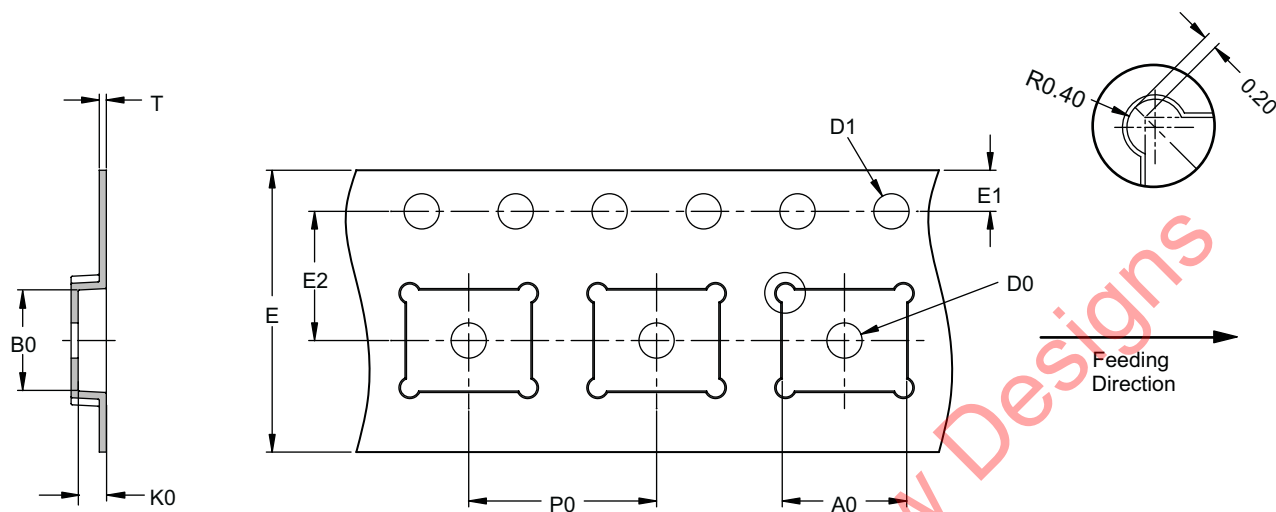 T
D1
R0.40
0.20
E1
E2
E
B0
D0
Feeding
Direction
K0
P0
A0
w Designs